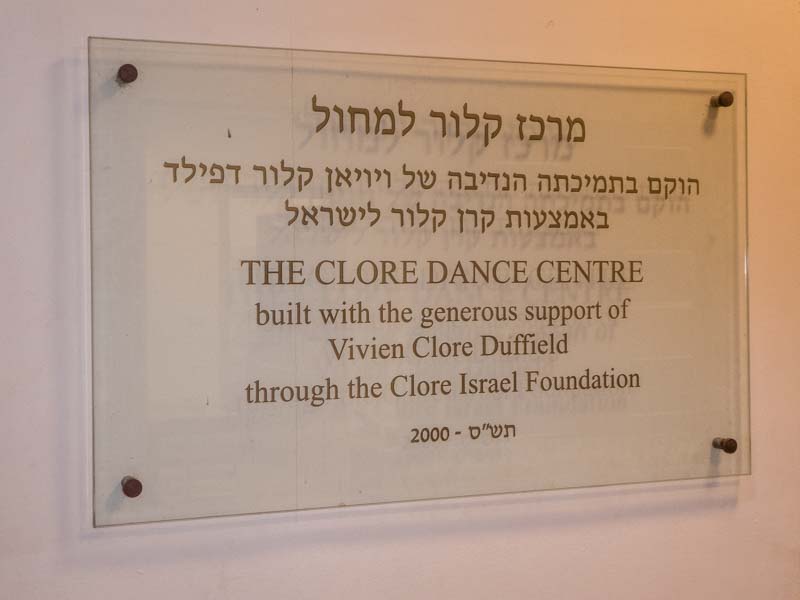 מרכז קלור למחול
הוקם בתמיכתה הנדיבה של ויויאן קלור דפילד
באמצעות קרן קלור לישראל
THE CLORE DANCE CENTRE
built with the generous support of
Vivien Clore Duffield
through the Clore Israel Foundation
תש"ס - 2000